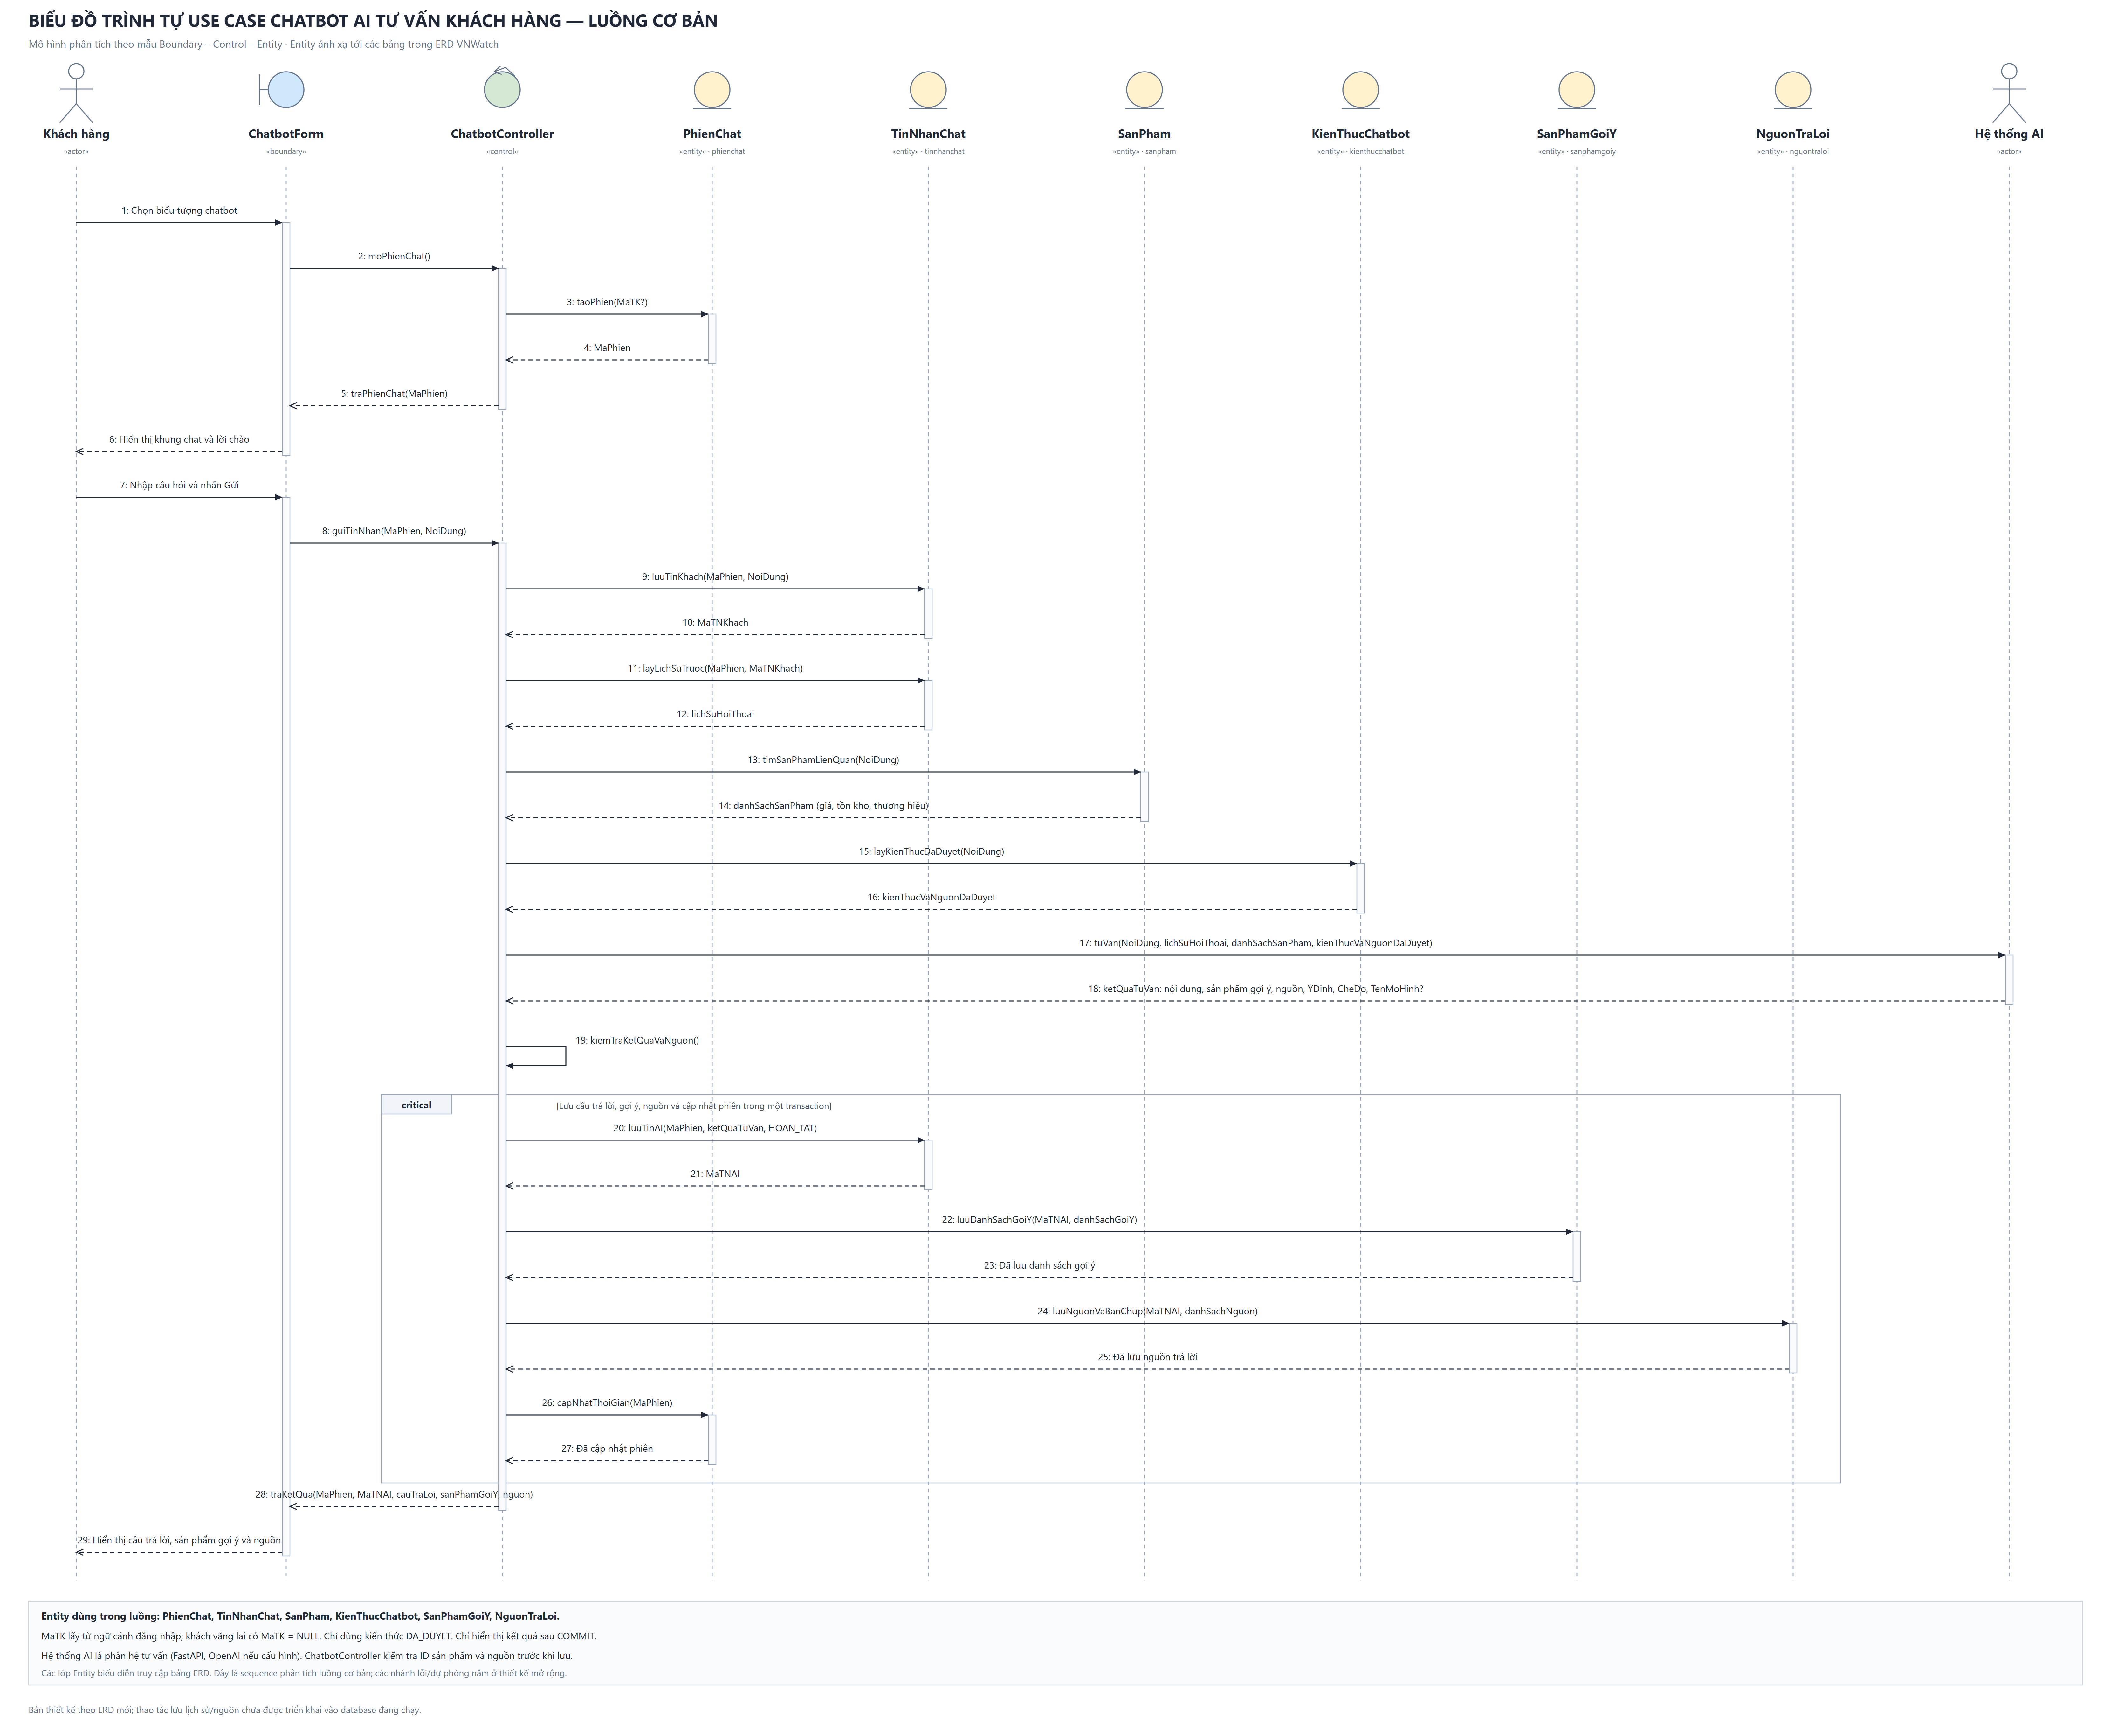 BIỂU ĐỒ TRÌNH TỰ USE CASE CHATBOT AI TƯ VẤN KHÁCH HÀNG — LUỒNG CƠ BẢN
Mô hình phân tích theo mẫu Boundary – Control – Entity · Entity ánh xạ tới các bảng trong ERD VNWatch
Khách hàng
«actor»
ChatbotForm
«boundary»
ChatbotController
«control»
PhienChat
«entity» · phienchat
TinNhanChat
«entity» · tinnhanchat
SanPham
«entity» · sanpham
KienThucChatbot
«entity» · kienthucchatbot
SanPhamGoiY
«entity» · sanphamgoiy
NguonTraLoi
«entity» · nguontraloi
Hệ thống AI
«actor»
1: Chọn biểu tượng chatbot
2: moPhienChat()
3: taoPhien(MaTK?)
4: MaPhien
5: traPhienChat(MaPhien)
6: Hiển thị khung chat và lời chào
7: Nhập câu hỏi và nhấn Gửi
8: guiTinNhan(MaPhien, NoiDung)
9: luuTinKhach(MaPhien, NoiDung)
10: MaTNKhach
11: layLichSuTruoc(MaPhien, MaTNKhach)
12: lichSuHoiThoai
13: timSanPhamLienQuan(NoiDung)
14: danhSachSanPham (giá, tồn kho, thương hiệu)
15: layKienThucDaDuyet(NoiDung)
16: kienThucVaNguonDaDuyet
17: tuVan(NoiDung, lichSuHoiThoai, danhSachSanPham, kienThucVaNguonDaDuyet)
18: ketQuaTuVan: nội dung, sản phẩm gợi ý, nguồn, YDinh, CheDo, TenMoHinh?
19: kiemTraKetQuaVaNguon()
critical
[Lưu câu trả lời, gợi ý, nguồn và cập nhật phiên trong một transaction]
20: luuTinAI(MaPhien, ketQuaTuVan, HOAN_TAT)
21: MaTNAI
22: luuDanhSachGoiY(MaTNAI, danhSachGoiY)
23: Đã lưu danh sách gợi ý
24: luuNguonVaBanChup(MaTNAI, danhSachNguon)
25: Đã lưu nguồn trả lời
26: capNhatThoiGian(MaPhien)
27: Đã cập nhật phiên
28: traKetQua(MaPhien, MaTNAI, cauTraLoi, sanPhamGoiY, nguon)
29: Hiển thị câu trả lời, sản phẩm gợi ý và nguồn
Entity dùng trong luồng: PhienChat, TinNhanChat, SanPham, KienThucChatbot, SanPhamGoiY, NguonTraLoi.
MaTK lấy từ ngữ cảnh đăng nhập; khách vãng lai có MaTK = NULL. Chỉ dùng kiến thức DA_DUYET. Chỉ hiển thị kết quả sau COMMIT.
Hệ thống AI là phân hệ tư vấn (FastAPI, OpenAI nếu cấu hình). ChatbotController kiểm tra ID sản phẩm và nguồn trước khi lưu.
Các lớp Entity biểu diễn truy cập bảng ERD. Đây là sequence phân tích luồng cơ bản; các nhánh lỗi/dự phòng nằm ở thiết kế mở rộng.
Bản thiết kế theo ERD mới; thao tác lưu lịch sử/nguồn chưa được triển khai vào database đang chạy.